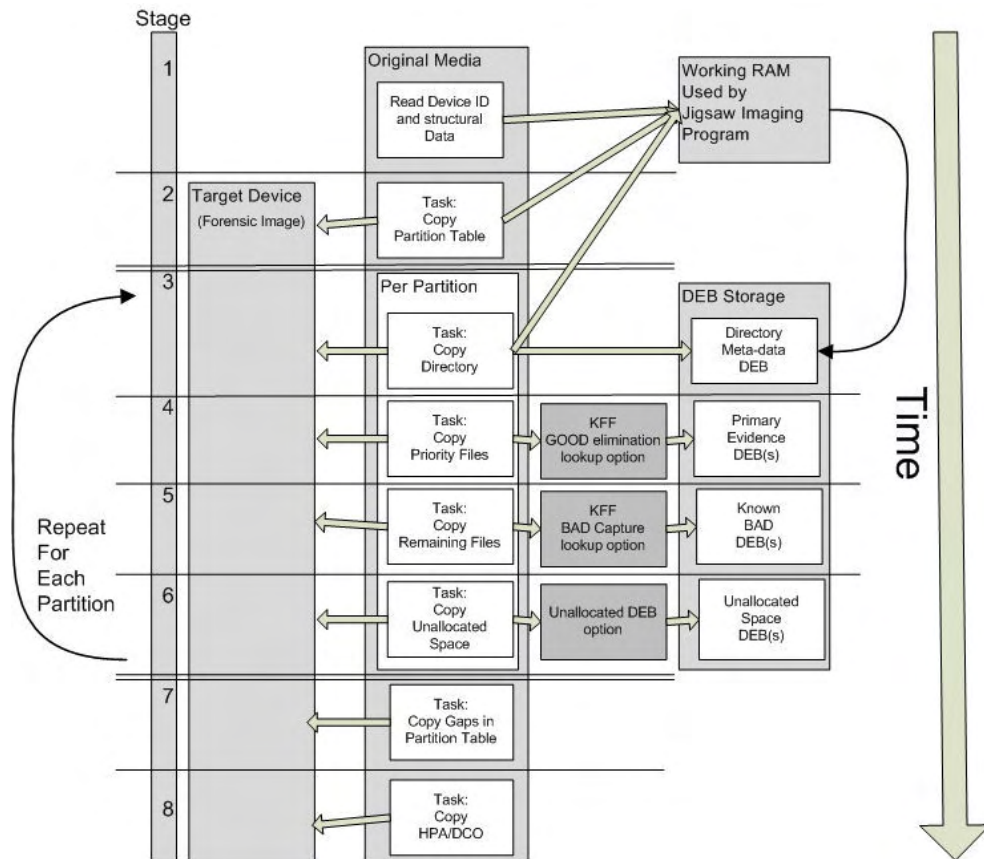 Stage
1
Original Media
Read Device ID
and structural
Data
Working RAM
Used by
Jigsaw Imaging
Program
2
Target Device
(Forensic Image)
Task:
Copy
Partition Table
3
Per Partition
Task:
Copy
Directory
DEB Storage
Directory
Meta-data
DEB
4
Task:
Copy
Priority Files
KFF
GOOD elimination
lookup option
Primary
Evidence
DEB(s)
5
Task:
Copy
Remaining Files
KFF
BAD Capture
lookup option
Known
BAD
DEB(s)
6
Task:
Copy
Unallocated
Space
Unallocated DEB
option
Unallocated
Space
DEB(s)
Repeat
For
Each
Partition
7
Task:
Copy Gaps in
Partition Table
8
Task:
Copy
HPA/DCO
Time